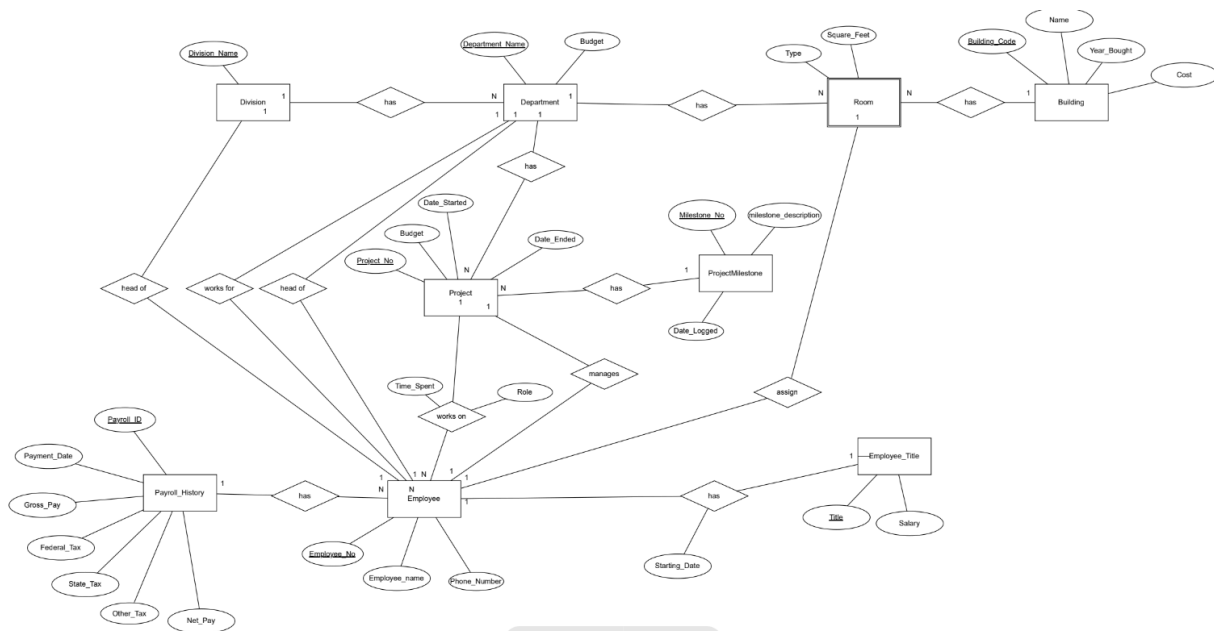 Name
Square_Feet
Building_Code
Year_Bought
Department_Name
Budget
Division_Name
Type
Cost
Division
1
1
has
N
Department
1
1
1
1
has
N
Room
1
N
has
1
Building
has
Date_Started
Milestone_No
milestone_description
Budget
Date_Ended
Project_No
N
ProjectMilestone
1
has
N
Project
1
1
head of
works for
head of
Date_Logged
manages
Time_Spent
Role
works on
assign
Payroll_ID
Payment_Date
Employee_Title
1
Payroll_History
1
has
N
1
N
1
N
1
1
Employee
1
has
Gross_Pay
Title
Salary
Federal_Tax
Employee_No
Starting_Date
State_Tax
Employee_name
Phone_Number
Other_Tax
Net_Pay